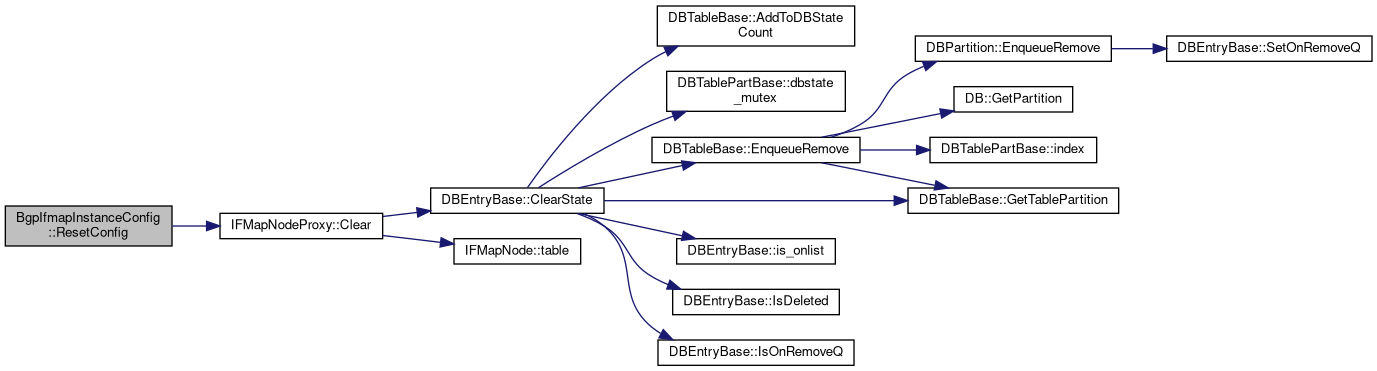 DBTableBase::AddToDBState
Count
DBPartition::EnqueueRemove
DBEntryBase::SetOnRemoveQ
DBTablePartBase::dbstate
_mutex
DB::GetPartition
DBTableBase::EnqueueRemove
DBTablePartBase::index
DBEntryBase::ClearState
DBTableBase::GetTablePartition
BgpIfmapInstanceConfig
::ResetConfig
IFMapNodeProxy::Clear
IFMapNode::table
DBEntryBase::is_onlist
DBEntryBase::IsDeleted
DBEntryBase::IsOnRemoveQ